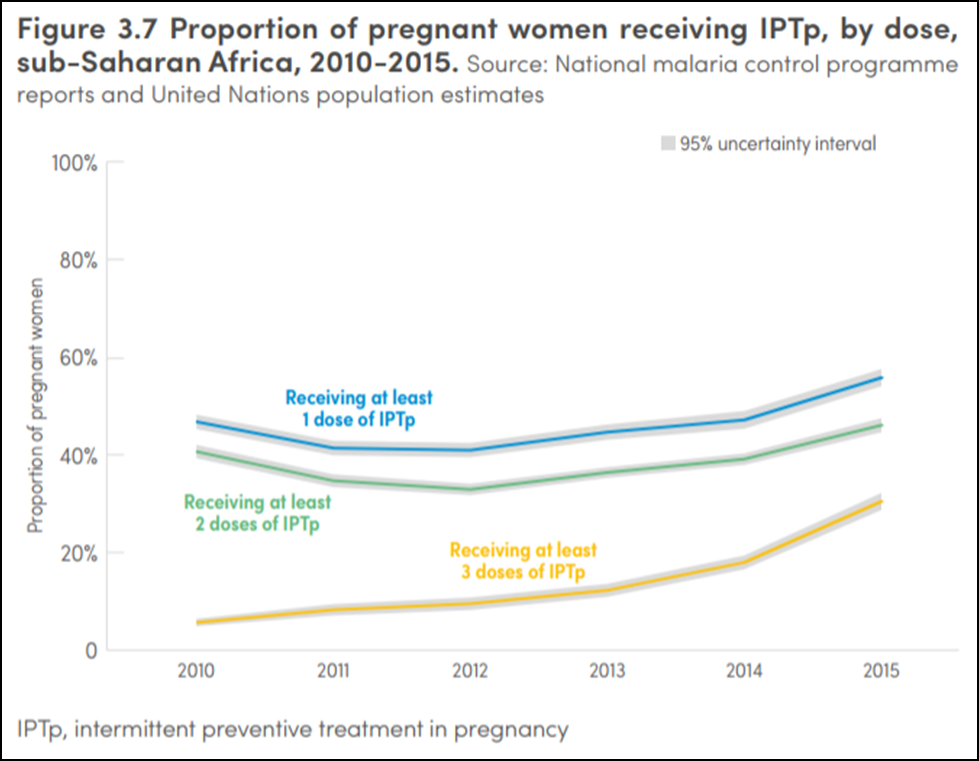 Figure 3.7 Proportion of pregnant women receiving IPTp, by dose,
sub-Saharan Africa, 2010–2015. Source: National malaria control programme
reports and United Nations population estimates
95% uncertainty interval
100%
80%
60%
40%
20%
0
Proportion of pregnant women
Receiving at least
1 dose of IPTp
Receiving at least
2 doses of IPTp
Receiving at least
3 doses of IPTp
2010 2011 2012 2013 2014 2015
IPTp, intermittent preventive treatment in pregnancy